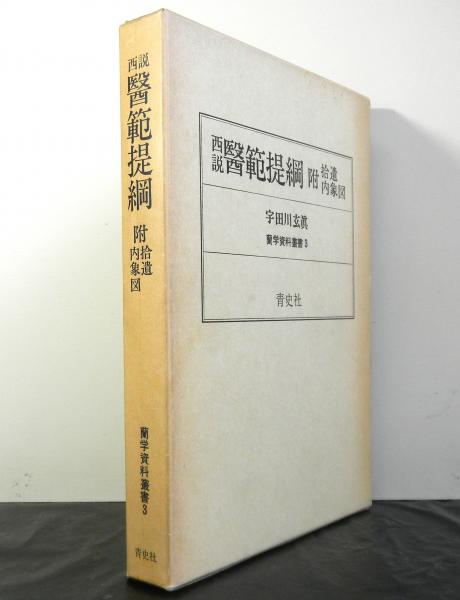 西説
醫範提綱
附
拾遺
内象図
蘭学資料叢書3
青史社
西説
醫範提綱
附
拾遺
内象図
宇田川玄眞
蘭学資料叢書3
青史社